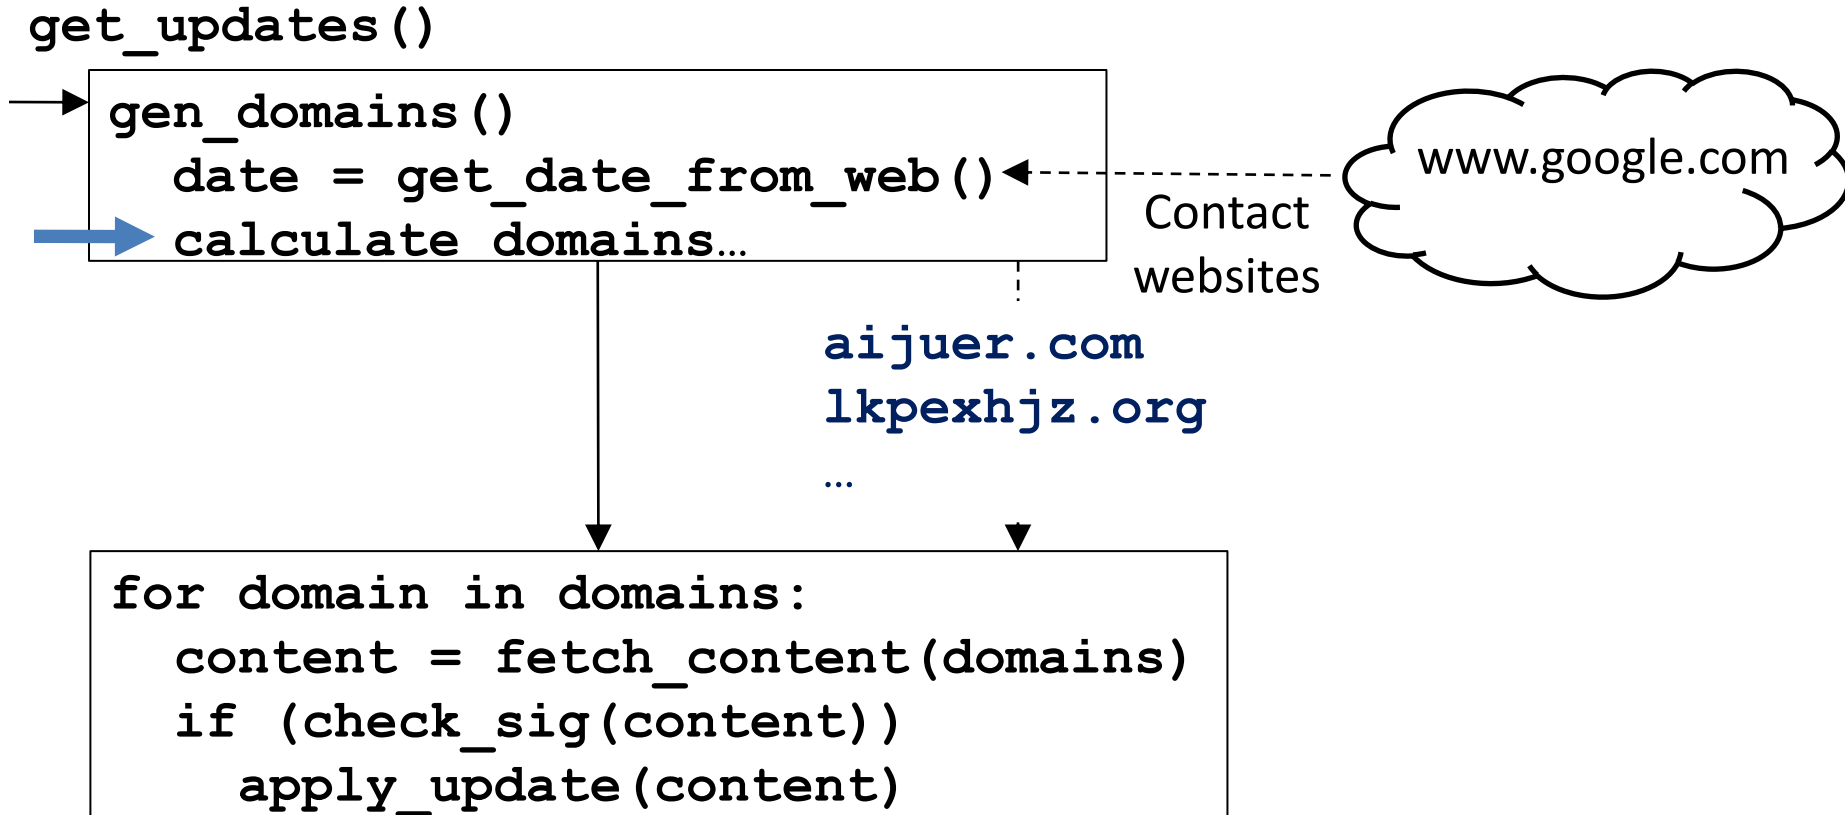 get_updates()
gen_domains()
date = get_date_from_web()
calculate domains…
www.google.com
Contact
websites
aijuer.com
lkpexhjz.org
…
for domain in domains:
content = fetch_content(domains)
if (check_sig(content))
apply_update(content)